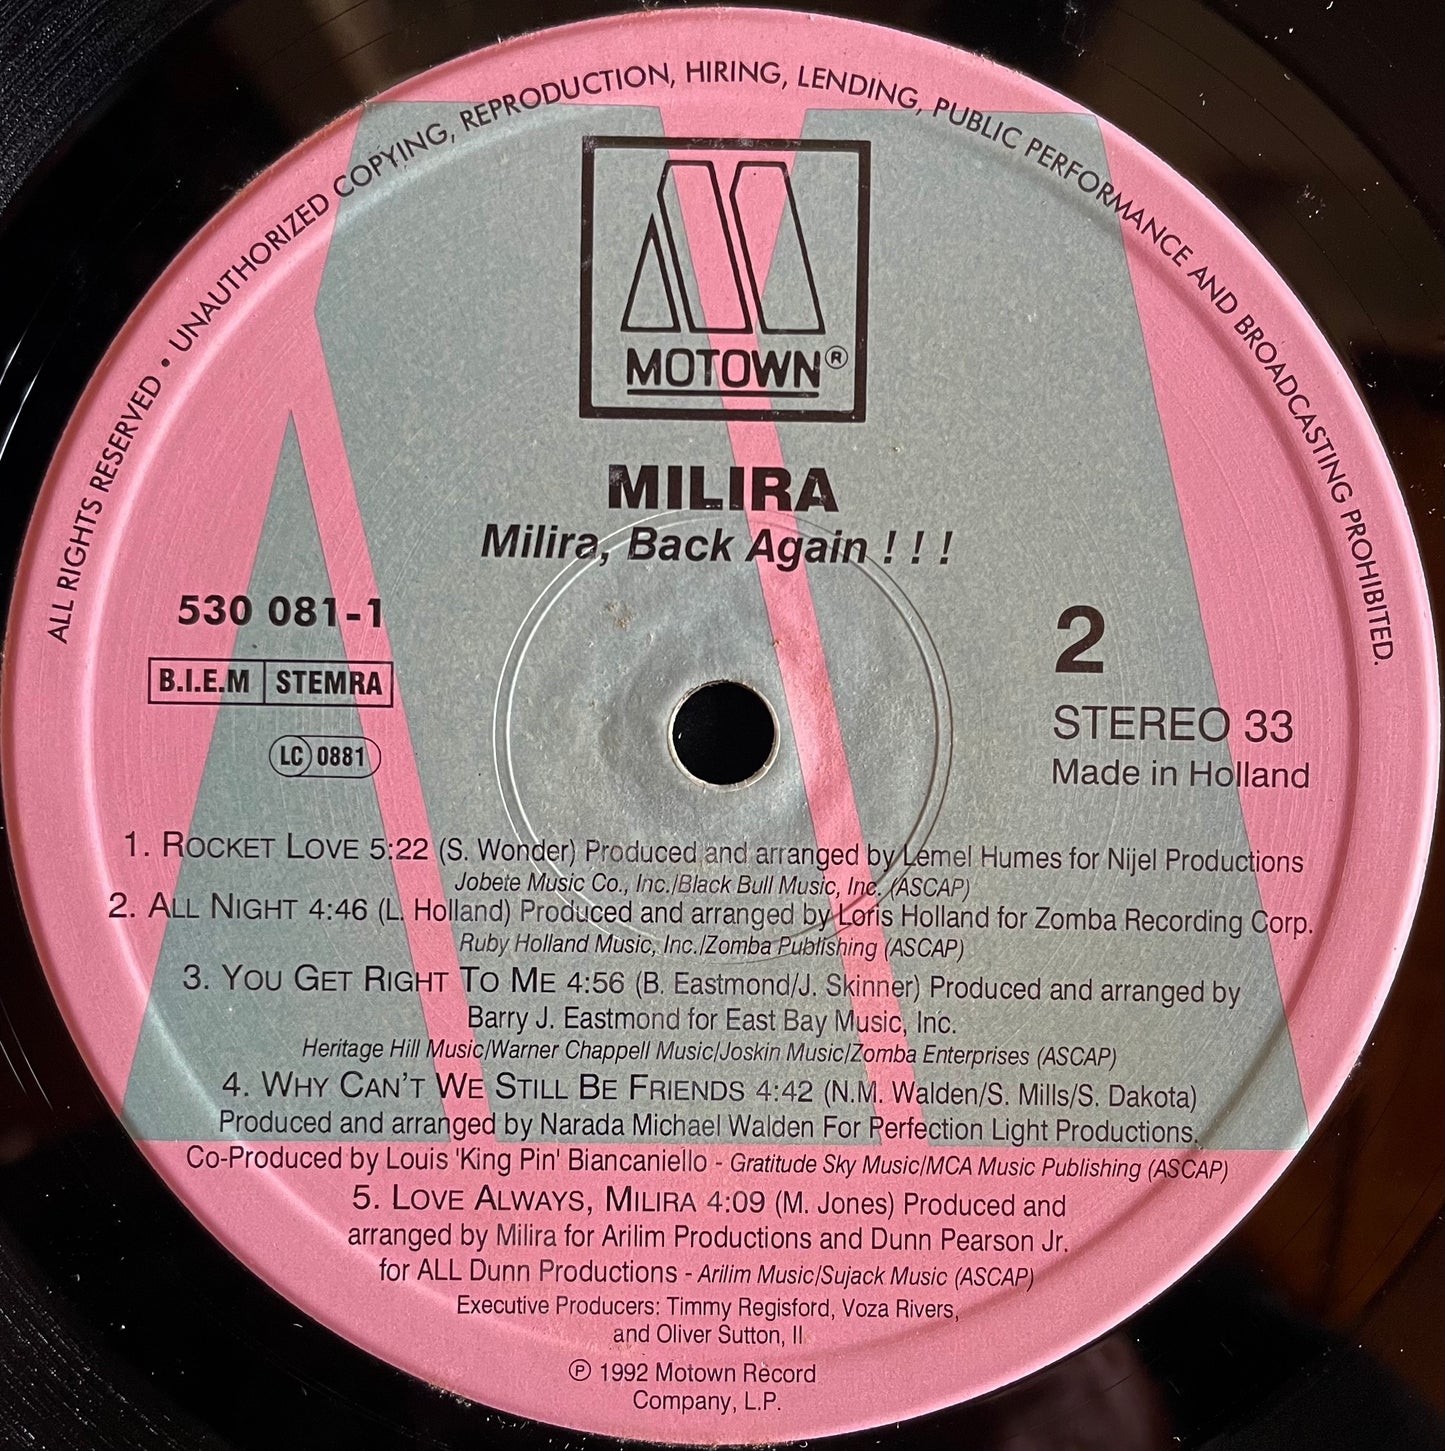 ALL RIGHTS RESERVED • UNAUTHORIZED COPYING, REPRODUCTION, HIRING, LENDING, PUBLIC PERFORMANCE AND BROADCASTING PROHIBITED.
MOTOWN®
MILIRA
Milira, Back Again ! ! !
530 081-1
B.I.E.M STEMRA
LC 0881
2
STEREO 33
Made in Holland
1. ROCKET LOVE 5:22 (S. Wonder) Produced and arranged by Lemel Humes for Nijel Productions
Jobete Music Co., Inc./Black Bull Music, Inc. (ASCAP)
2. ALL NIGHT 4:46 (L. Holland) Produced and arranged by Loris Holland for Zomba Recording Corp.
Ruby Holland Music, Inc./Zomba Publishing (ASCAP)
3. YOU GET RIGHT TO ME 4:56 (B. Eastmond/J. Skinner) Produced and arranged by
Barry J. Eastmond for East Bay Music, Inc.
Heritage Hill Music/Warner Chappell Music/Joskin Music/Zomba Enterprises (ASCAP)
4. WHY CAN'T WE STILL BE FRIENDS 4:42 (N.M. Walden/S. Mills/S. Dakota)
Produced and arranged by Narada Michael Walden For Perfection Light Productions.
Co-Produced by Louis 'King Pin' Biancaniello - Gratitude Sky Music/MCA Music Publishing (ASCAP)
5. LOVE ALWAYS, MILIRA 4:09 (M. Jones) Produced and
arranged by Milira for Arilim Productions and Dunn Pearson Jr.
for ALL Dunn Productions - Arilim Music/Sujack Music (ASCAP)
Executive Producers: Timmy Regisford, Voza Rivers,
and Oliver Sutton, II
℗ 1992 Motown Record
Company, L.P.